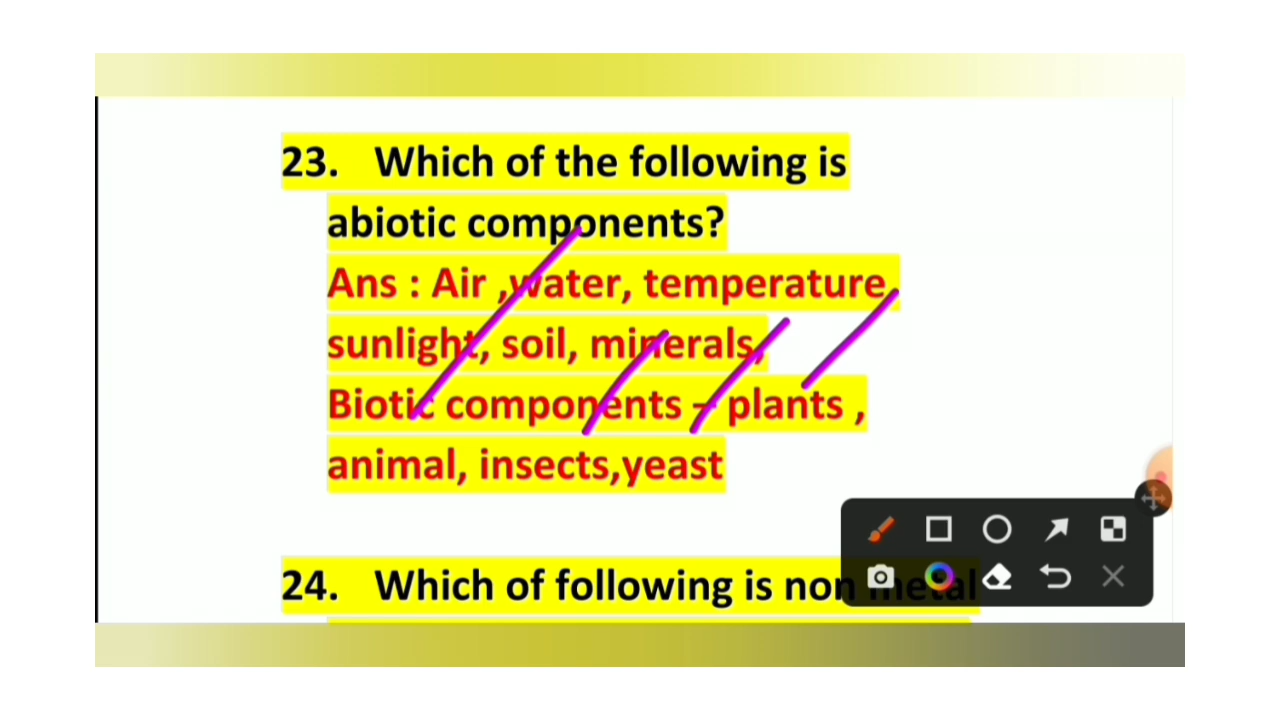 23. Which of the following is
abiotic components?
Ans : Air ,water, temperature,
sunlight, soil, minerals,
Biotic components – plants ,
animal, insects,yeast
24. Which of following is non metal